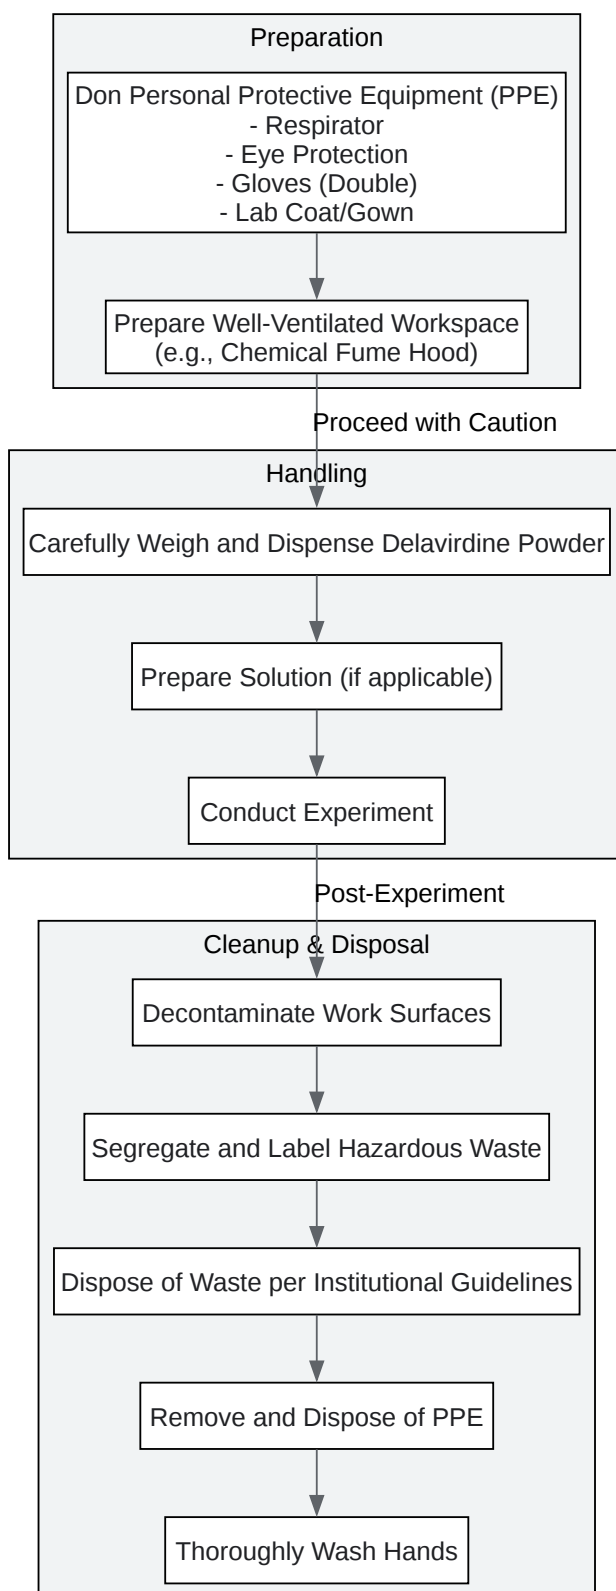 Preparation
Don Personal Protective Equipment (PPE)
- Respirator
- Eye Protection
- Gloves (Double)
- Lab Coat/Gown
Prepare Well-Ventilated Workspace
(e.g., Chemical Fume Hood)
Proceed with Caution
Handling
Carefully Weigh and Dispense Delavirdine Powder
Prepare Solution (if applicable)
Conduct Experiment
Post-Experiment
Cleanup & Disposal
Decontaminate Work Surfaces
Segregate and Label Hazardous Waste
Dispose of Waste per Institutional Guidelines
Remove and Dispose of PPE
Thoroughly Wash Hands